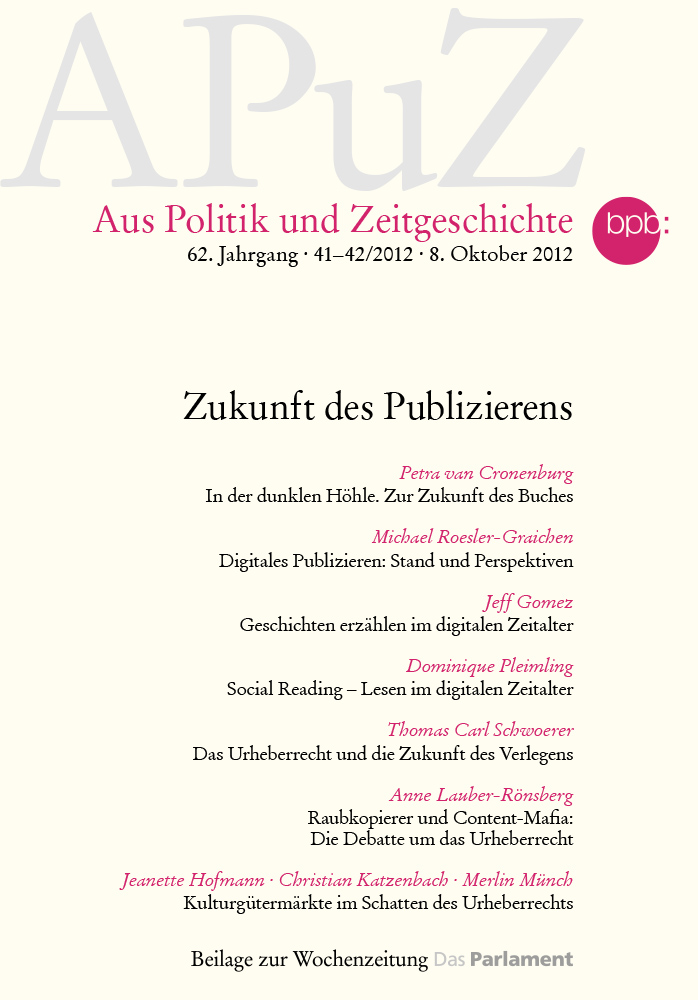 APuZ
Aus Politik und Zeitgeschichte
bpb:
62. Jahrgang · 41–42/2012 · 8. Oktober 2012
Zukunft des Publizierens
Petra van Cronenburg
In der dunklen Höhle. Zur Zukunft des Buches
Michael Roesler-Graichen
Digitales Publizieren: Stand und Perspektiven
Jeff Gomez
Geschichten erzählen im digitalen Zeitalter
Dominique Pleimling
Social Reading – Lesen im digitalen Zeitalter
Thomas Carl Schwoerer
Das Urheberrecht und die Zukunft des Verlegens
Anne Lauber-Rönsberg
Raubkopierer und Content-Mafia:
Die Debatte um das Urheberrecht
Jeanette Hofmann · Christian Katzenbach · Merlin Münch
Kulturgütermärkte im Schatten des Urheberrechts
Beilage zur Wochenzeitung Das Parlament